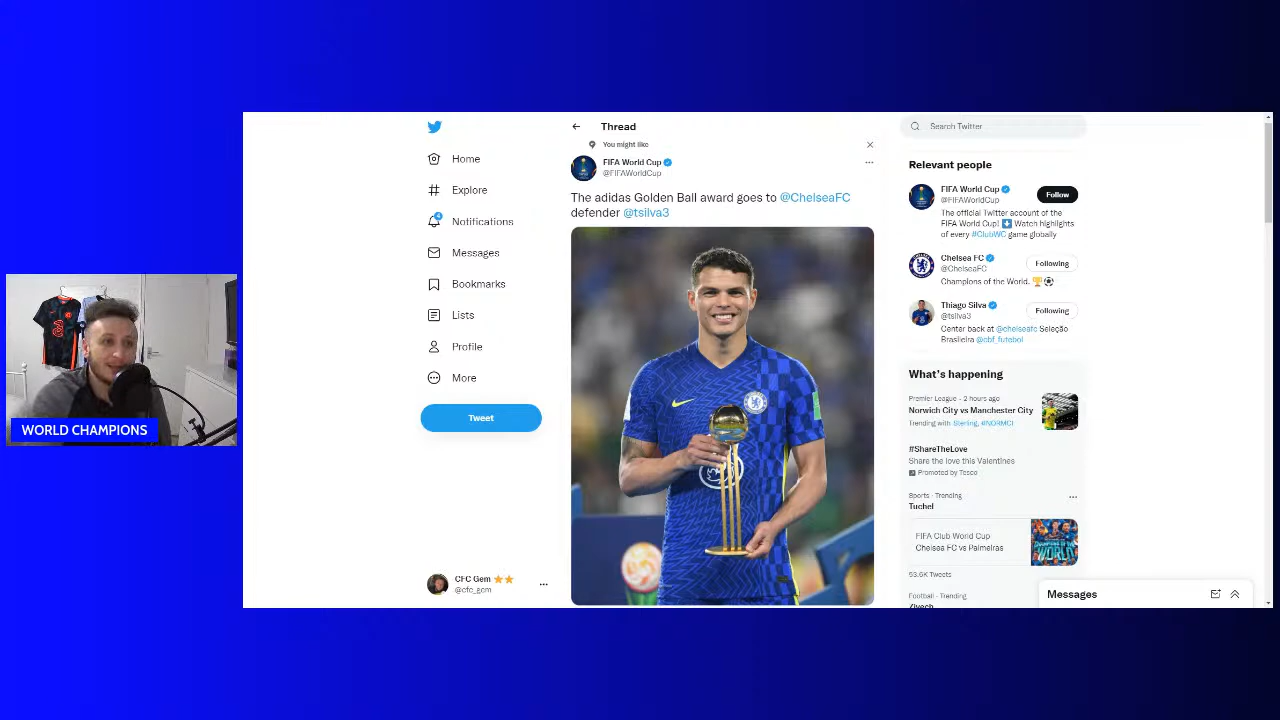 WORLD CHAMPIONS
Home
Explore
Notifications
Messages
Bookmarks
Lists
Profile
More
Tweet
CFC Gem
@cfc_gem
Thread
You might like
FIFA World Cup
@FIFAWorldCup
The adidas Golden Ball award goes to @ChelseaFC
defender @tsilva3
Search Twitter
Relevant people
FIFA World Cup
@FIFAWorldCup
Follow
The official Twitter account of the
FIFA World Cup! Watch highlights
of every #ClubWC game globally
Chelsea FC
@ChelseaFC
Following
Champions of the World.
Thiago Silva
@tsilva3
Following
Center back at @chelseafc Seleção
Brasileira @cbf_futebol
What's happening
Premier League · 2 hours ago
Norwich City vs Manchester City
Trending with Sterling, #NORMCI
#ShareTheLove
Share the love this Valentines
Promoted by Tesco
Sports · Trending
Tuchel
FIFA Club World Cup
Chelsea FC vs Palmeiras
53.6K Tweets
Football · Trending
Ziyech
Messages